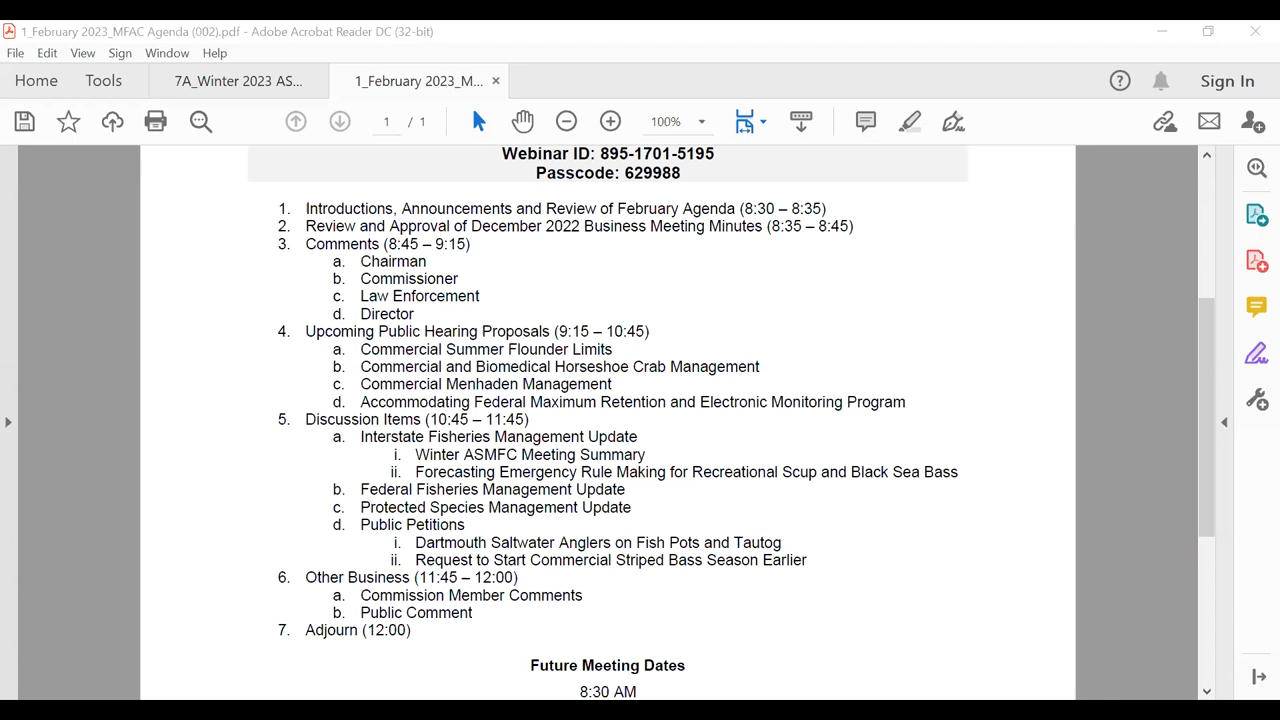 1_February 2023_MFAC Agenda (002).pdf - Adobe Acrobat Reader DC (32-bit)
File Edit View Sign Window Help
Home Tools 7A_Winter 2023 AS... 1_February 2023_M... × Sign In
1 / 1 100%
Webinar ID: 895-1701-5195
Passcode: 629988
1. Introductions, Announcements and Review of February Agenda (8:30 – 8:35)
2. Review and Approval of December 2022 Business Meeting Minutes (8:35 – 8:45)
3. Comments (8:45 – 9:15)
a. Chairman
b. Commissioner
c. Law Enforcement
d. Director
4. Upcoming Public Hearing Proposals (9:15 – 10:45)
a. Commercial Summer Flounder Limits
b. Commercial and Biomedical Horseshoe Crab Management
c. Commercial Menhaden Management
d. Accommodating Federal Maximum Retention and Electronic Monitoring Program
5. Discussion Items (10:45 – 11:45)
a. Interstate Fisheries Management Update
i. Winter ASMFC Meeting Summary
ii. Forecasting Emergency Rule Making for Recreational Scup and Black Sea Bass
b. Federal Fisheries Management Update
c. Protected Species Management Update
d. Public Petitions
i. Dartmouth Saltwater Anglers on Fish Pots and Tautog
ii. Request to Start Commercial Striped Bass Season Earlier
6. Other Business (11:45 – 12:00)
a. Commission Member Comments
b. Public Comment
7. Adjourn (12:00)
Future Meeting Dates
8:30 AM